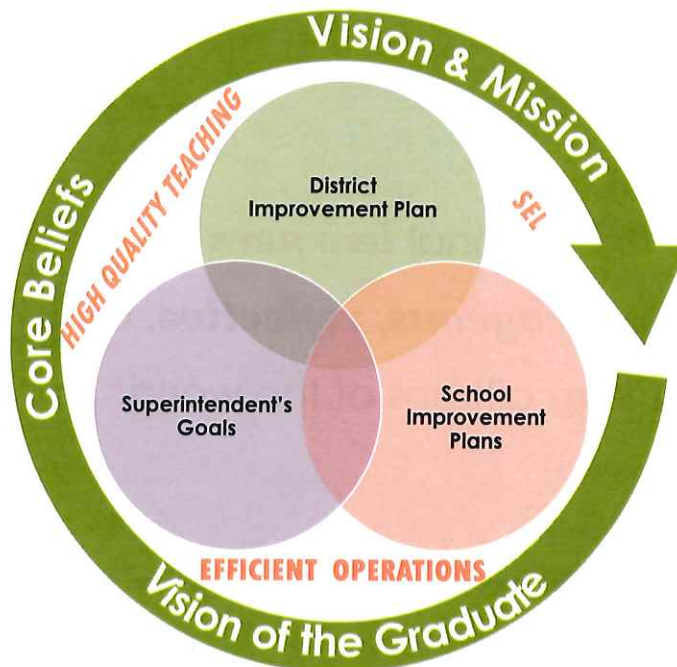 Vision & Mission
Core Beliefs
HIGH QUALITY TEACHING
SEL
District
Improvement Plan
Superintendent's
Goals
School
Improvement
Plans
EFFICIENT OPERATIONS
Vision of the Graduate